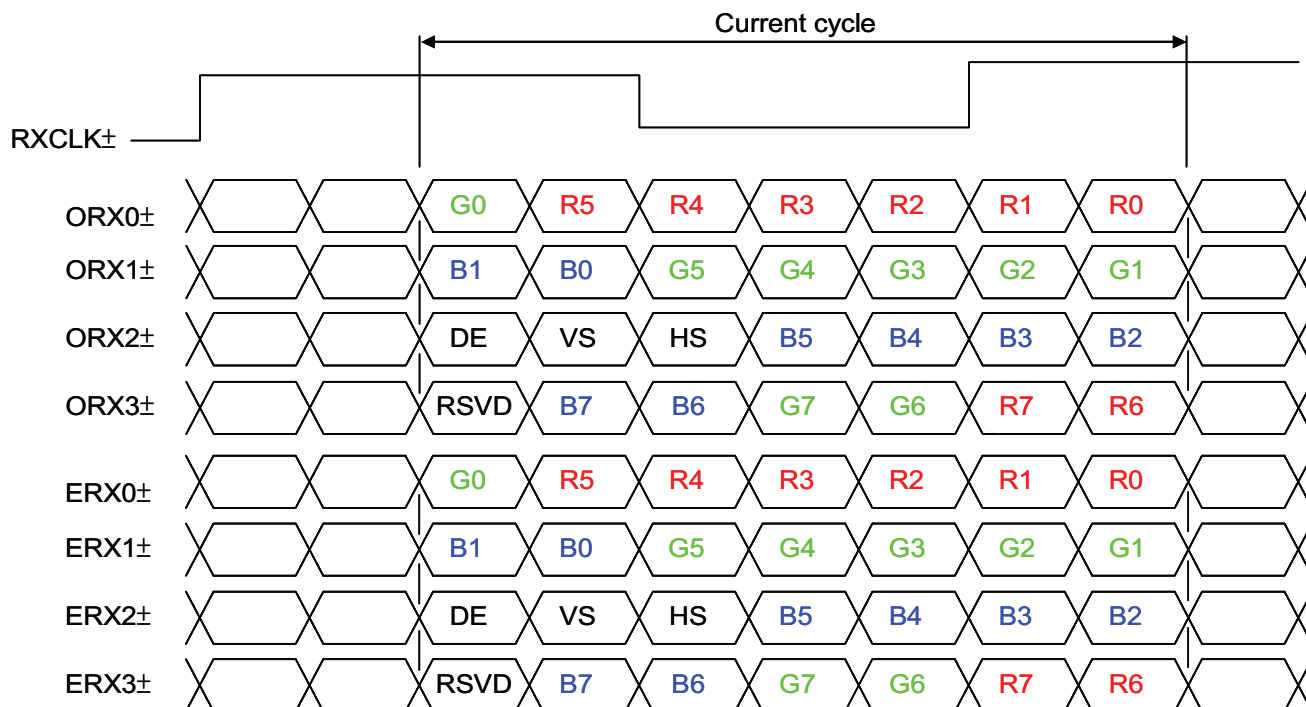 Current cycle
RXCLK±
ORX0± G0 R5 R4 R3 R2 R1 R0
ORX1± B1 B0 G5 G4 G3 G2 G1
ORX2± DE VS HS B5 B4 B3 B2
ORX3± RSVD B7 B6 G7 G6 R7 R6
ERX0± G0 R5 R4 R3 R2 R1 R0
ERX1± B1 B0 G5 G4 G3 G2 G1
ERX2± DE VS HS B5 B4 B3 B2
ERX3± RSVD B7 B6 G7 G6 R7 R6